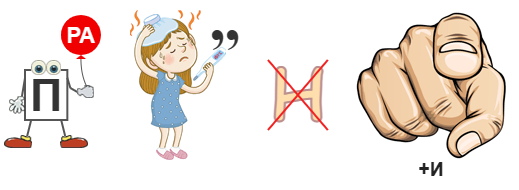 РА
П
,,
Н
+И